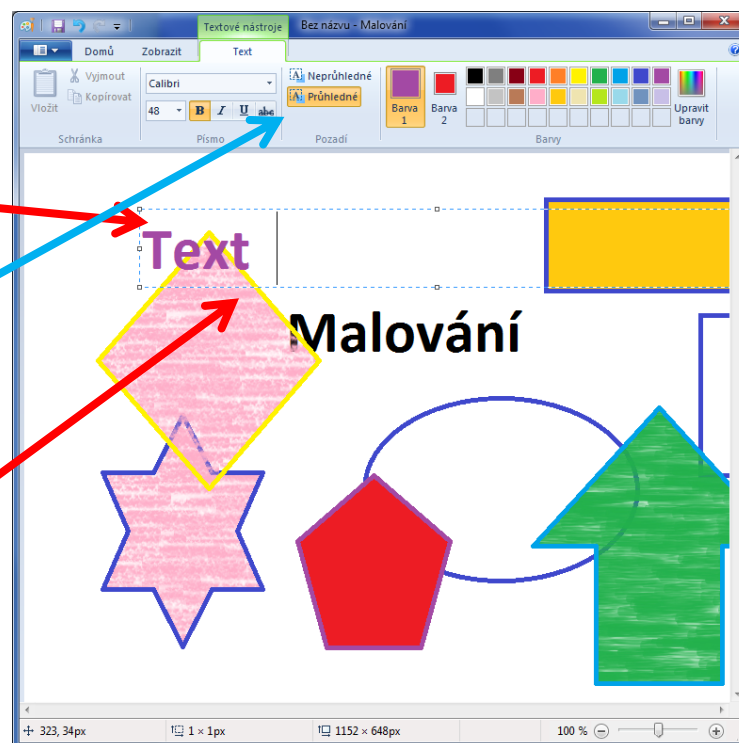 Textové nástroje
Bez názvu - Malování
Domů
Zobrazit
Text
Vložit
Vyjmout
Kopírovat
Schránka
Calibri
48
B I U abc
Písmo
Neprůhledné
Průhledné
Pozadí
Barva
1
Barva
2
Upravit
barvy
Barvy
Text
Malování
323, 34px
1 × 1px
1152 × 648px
100 %